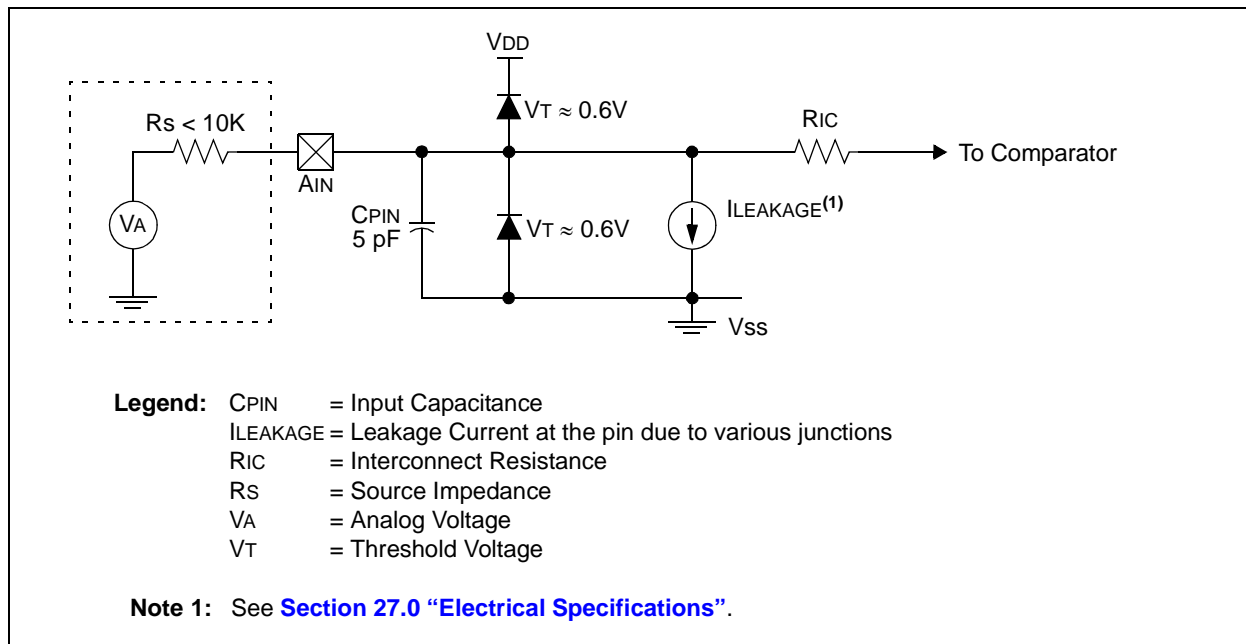 VDD
VT ≈ 0.6V
RS < 10K
RIC
To Comparator
AIN
VA
CPIN
5 pF
VT ≈ 0.6V
ILEAKAGE(1)
VSS
Legend: CPIN = Input Capacitance
ILEAKAGE = Leakage Current at the pin due to various junctions
RIC = Interconnect Resistance
RS = Source Impedance
VA = Analog Voltage
VT = Threshold Voltage
Note 1: See Section 27.0 “Electrical Specifications”.